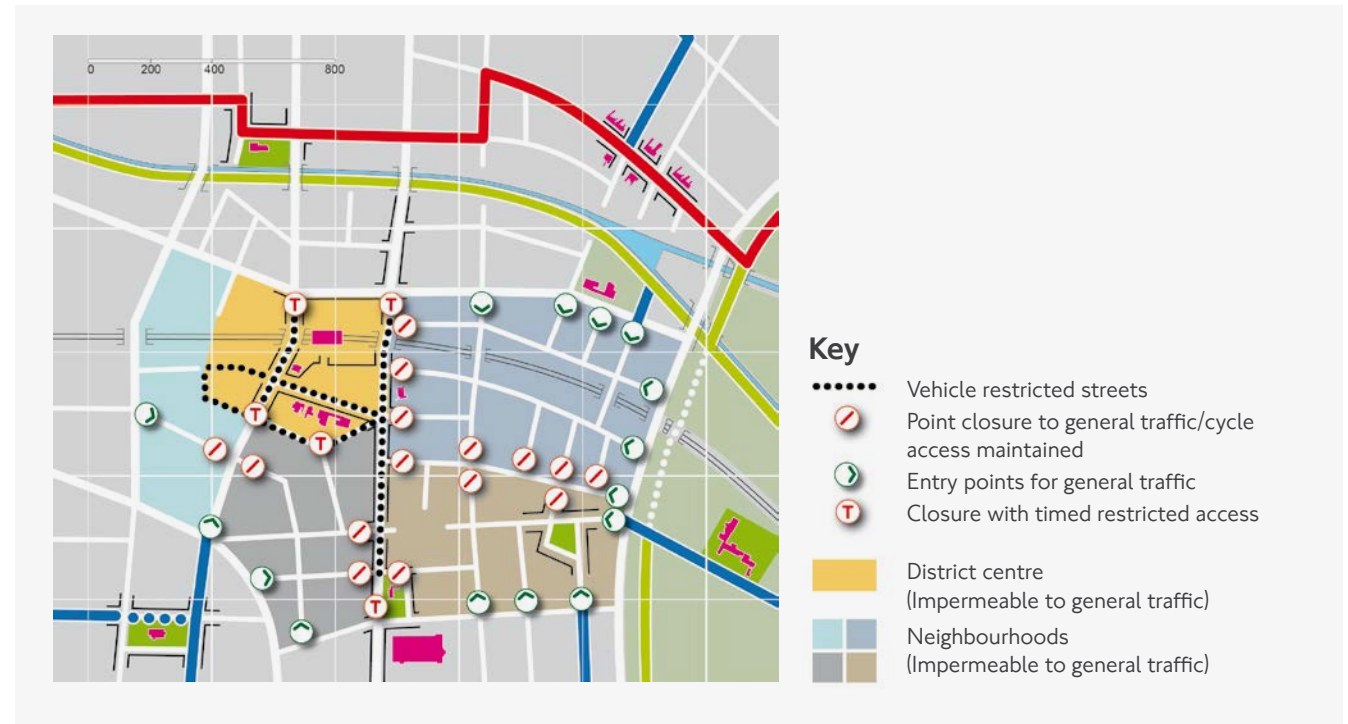 0 200 400 800
T T
T
T
T
Key
Vehicle restricted streets
Point closure to general traffic/cycle
access maintained
Entry points for general traffic
T Closure with timed restricted access
District centre
(Impermeable to general traffic)
Neighbourhoods
(Impermeable to general traffic)